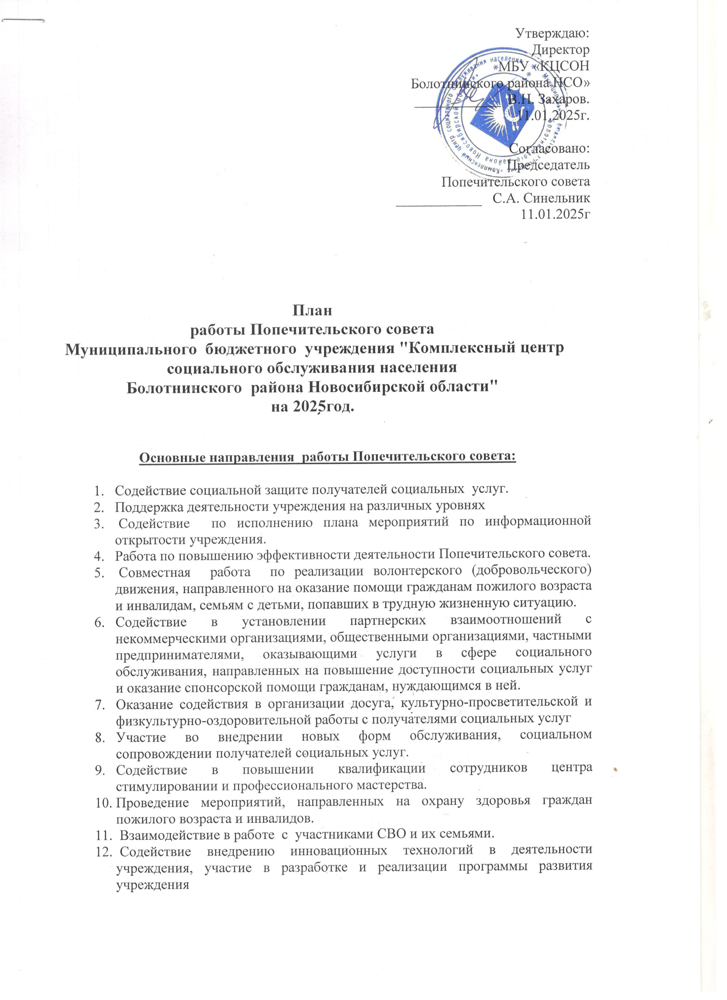 Утверждаю:
Директор
МБУ «КЦСОН
Болотнинского района НСО»
В.Н. Захаров.
11.01.2025г.
Согласовано:
Председатель
Попечительского совета
С.А. Синельник
11.01.2025г
План
работы Попечительского совета
Муниципального бюджетного учреждения "Комплексный центр
социального обслуживания населения
Болотнинского района Новосибирской области"
на 2025год.
Основные направления работы Попечительского совета:
1. Содействие социальной защите получателей социальных услуг.
2. Поддержка деятельности учреждения на различных уровнях
3. Содействие по исполнению плана мероприятий по информационной
открытости учреждения.
4. Работа по повышению эффективности деятельности Попечительского совета.
5. Совместная работа по реализации волонтерского (добровольческого)
движения, направленного на оказание помощи гражданам пожилого возраста
и инвалидам, семьям с детьми, попавших в трудную жизненную ситуацию.
6. Содействие в установлении партнерских взаимоотношений с
некоммерческими организациями, общественными организациями, частными
предпринимателями, оказывающими услуги в сфере социального
обслуживания, направленных на повышение доступности социальных услуг
и оказание спонсорской помощи гражданам, нуждающимся в ней.
7. Оказание содействия в организации досуга, культурно-просветительской и
физкультурно-оздоровительной работы с получателями социальных услуг
8. Участие во внедрении новых форм обслуживания, социальном
сопровождении получателей социальных услуг.
9. Содействие в повышении квалификации сотрудников центра
стимулировании и профессионального мастерства.
10. Проведение мероприятий, направленных на охрану здоровья граждан
пожилого возраста и инвалидов.
11. Взаимодействие в работе с участниками СВО и их семьями.
12. Содействие внедрению инновационных технологий в деятельности
учреждения, участие в разработке и реализации программы развития
учреждения